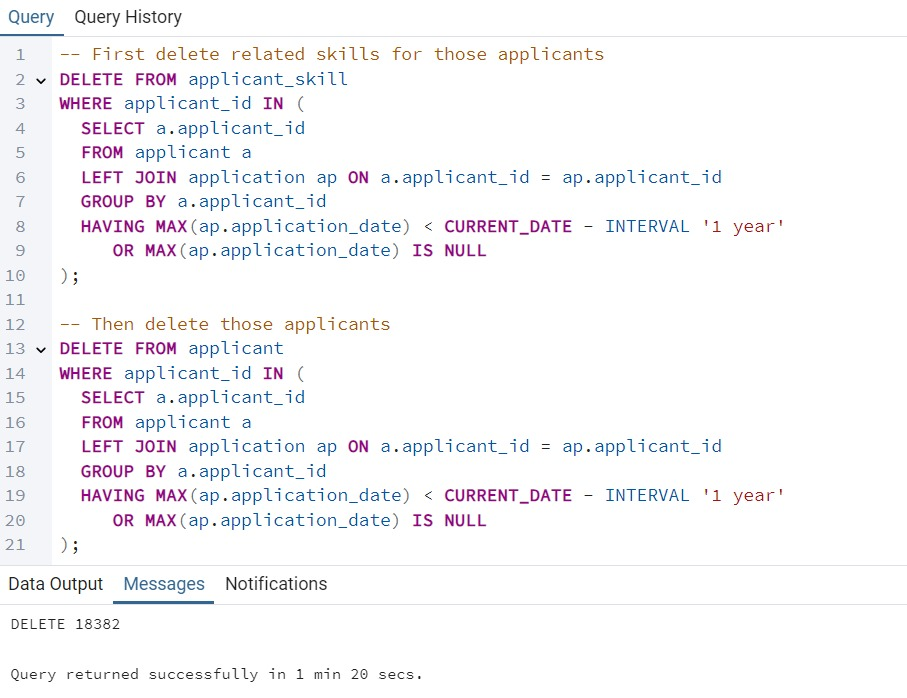 Query Query History
1 -- First delete related skills for those applicants
2 DELETE FROM applicant_skill
3 WHERE applicant_id IN (
4 SELECT a.applicant_id
5 FROM applicant a
6 LEFT JOIN application ap ON a.applicant_id = ap.applicant_id
7 GROUP BY a.applicant_id
8 HAVING MAX(ap.application_date) < CURRENT_DATE - INTERVAL '1 year'
9 OR MAX(ap.application_date) IS NULL
10 );
11
12 -- Then delete those applicants
13 DELETE FROM applicant
14 WHERE applicant_id IN (
15 SELECT a.applicant_id
16 FROM applicant a
17 LEFT JOIN application ap ON a.applicant_id = ap.applicant_id
18 GROUP BY a.applicant_id
19 HAVING MAX(ap.application_date) < CURRENT_DATE - INTERVAL '1 year'
20 OR MAX(ap.application_date) IS NULL
21 );
Data Output Messages Notifications
DELETE 18382
Query returned successfully in 1 min 20 secs.